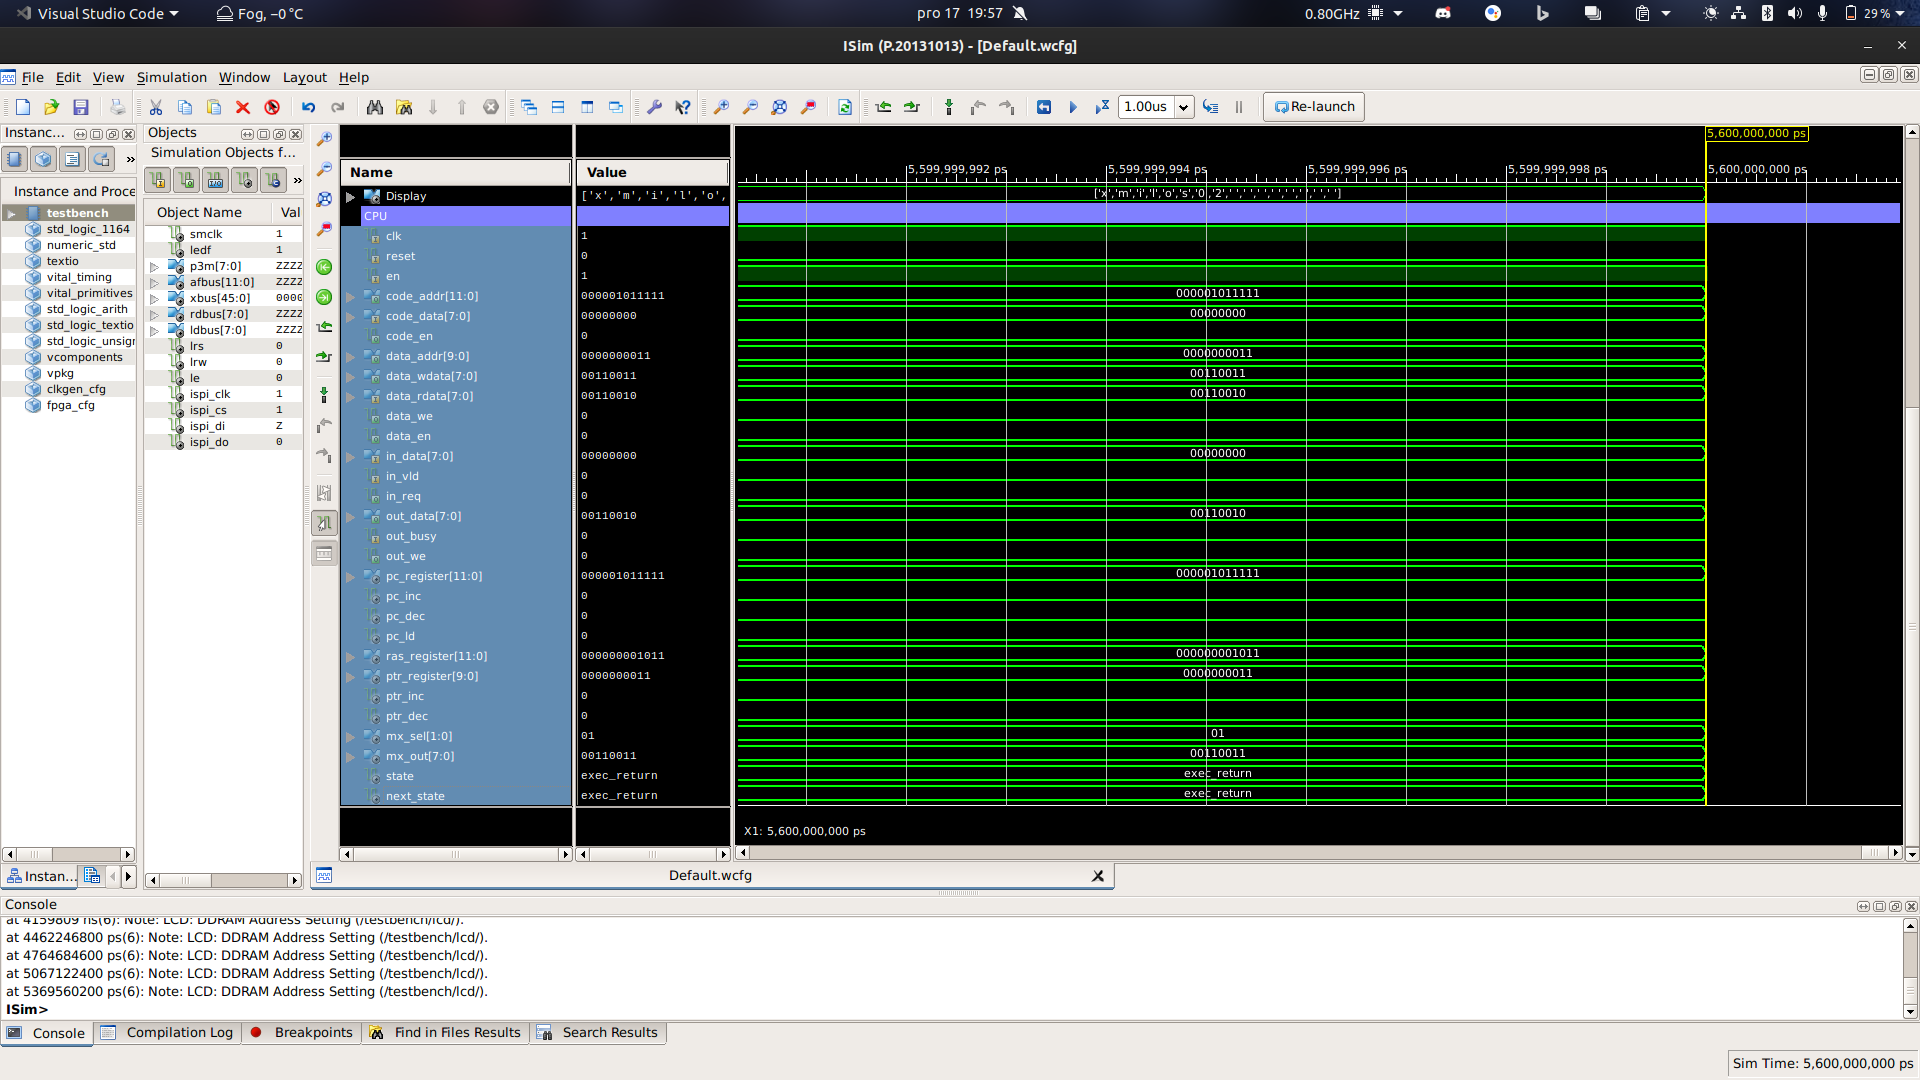 Visual Studio Code
Fog, −0 °C
pro 17 19:57
0.80GHz
29 %
ISim (P.20131013) - [Default.wcfg]
File Edit View Simulation Window Layout Help
1.00us
Re-launch
Instanc...
Instance and Proce
testbench
std_logic_1164
numeric_std
textio
vital_timing
vital_primitives
std_logic_arith
std_logic_textio
std_logic_unsigr
vcomponents
vpkg
clkgen_cfg
fpga_cfg
Instan...
Objects
Simulation Objects f...
Object Name Val
smclk 1
ledf 1
p3m[7:0] ZZZZ
afbus[11:0] ZZZZ
xbus[45:0] 0000
rdbus[7:0] ZZZZ
ldbus[7:0] ZZZZ
lrs 0
lrw 0
le 0
ispi_clk 1
ispi_cs 1
ispi_di Z
ispi_do 0
5,600,000,000 ps
5,599,999,992 ps 5,599,999,994 ps 5,599,999,996 ps 5,599,999,998 ps 5,600,000,000 ps
Name Value
Display ['x','m','i','l','o', ['x','m','i','l','o','s','0','2',' ',' ',' ',' ',' ',' ',' ',' ']
CPU
clk 1
reset 0
en 1
code_addr[11:0] 000001011111 000001011111
code_data[7:0] 00000000 00000000
code_en 0
data_addr[9:0] 0000000011 0000000011
data_wdata[7:0] 00110011 00110011
data_rdata[7:0] 00110010 00110010
data_we 0
data_en 0
in_data[7:0] 00000000 00000000
in_vld 0
in_req 0
out_data[7:0] 00110010 00110010
out_busy 0
out_we 0
pc_register[11:0] 000001011111 000001011111
pc_inc 0
pc_dec 0
pc_ld 0
ras_register[11:0] 000000001011 000000001011
ptr_register[9:0] 0000000011 0000000011
ptr_inc 0
ptr_dec 0
mx_sel[1:0] 01 01
mx_out[7:0] 00110011 00110011
state exec_return exec_return
next_state exec_return exec_return
X1: 5,600,000,000 ps
Default.wcfg
Console
at 4159809 ns(6): Note: LCD: DDRAM Address Setting (/testbench/lcd/).
at 4462246800 ps(6): Note: LCD: DDRAM Address Setting (/testbench/lcd/).
at 4764684600 ps(6): Note: LCD: DDRAM Address Setting (/testbench/lcd/).
at 5067122400 ps(6): Note: LCD: DDRAM Address Setting (/testbench/lcd/).
at 5369560200 ps(6): Note: LCD: DDRAM Address Setting (/testbench/lcd/).
ISim>
Console Compilation Log Breakpoints Find in Files Results Search Results
Sim Time: 5,600,000,000 ps